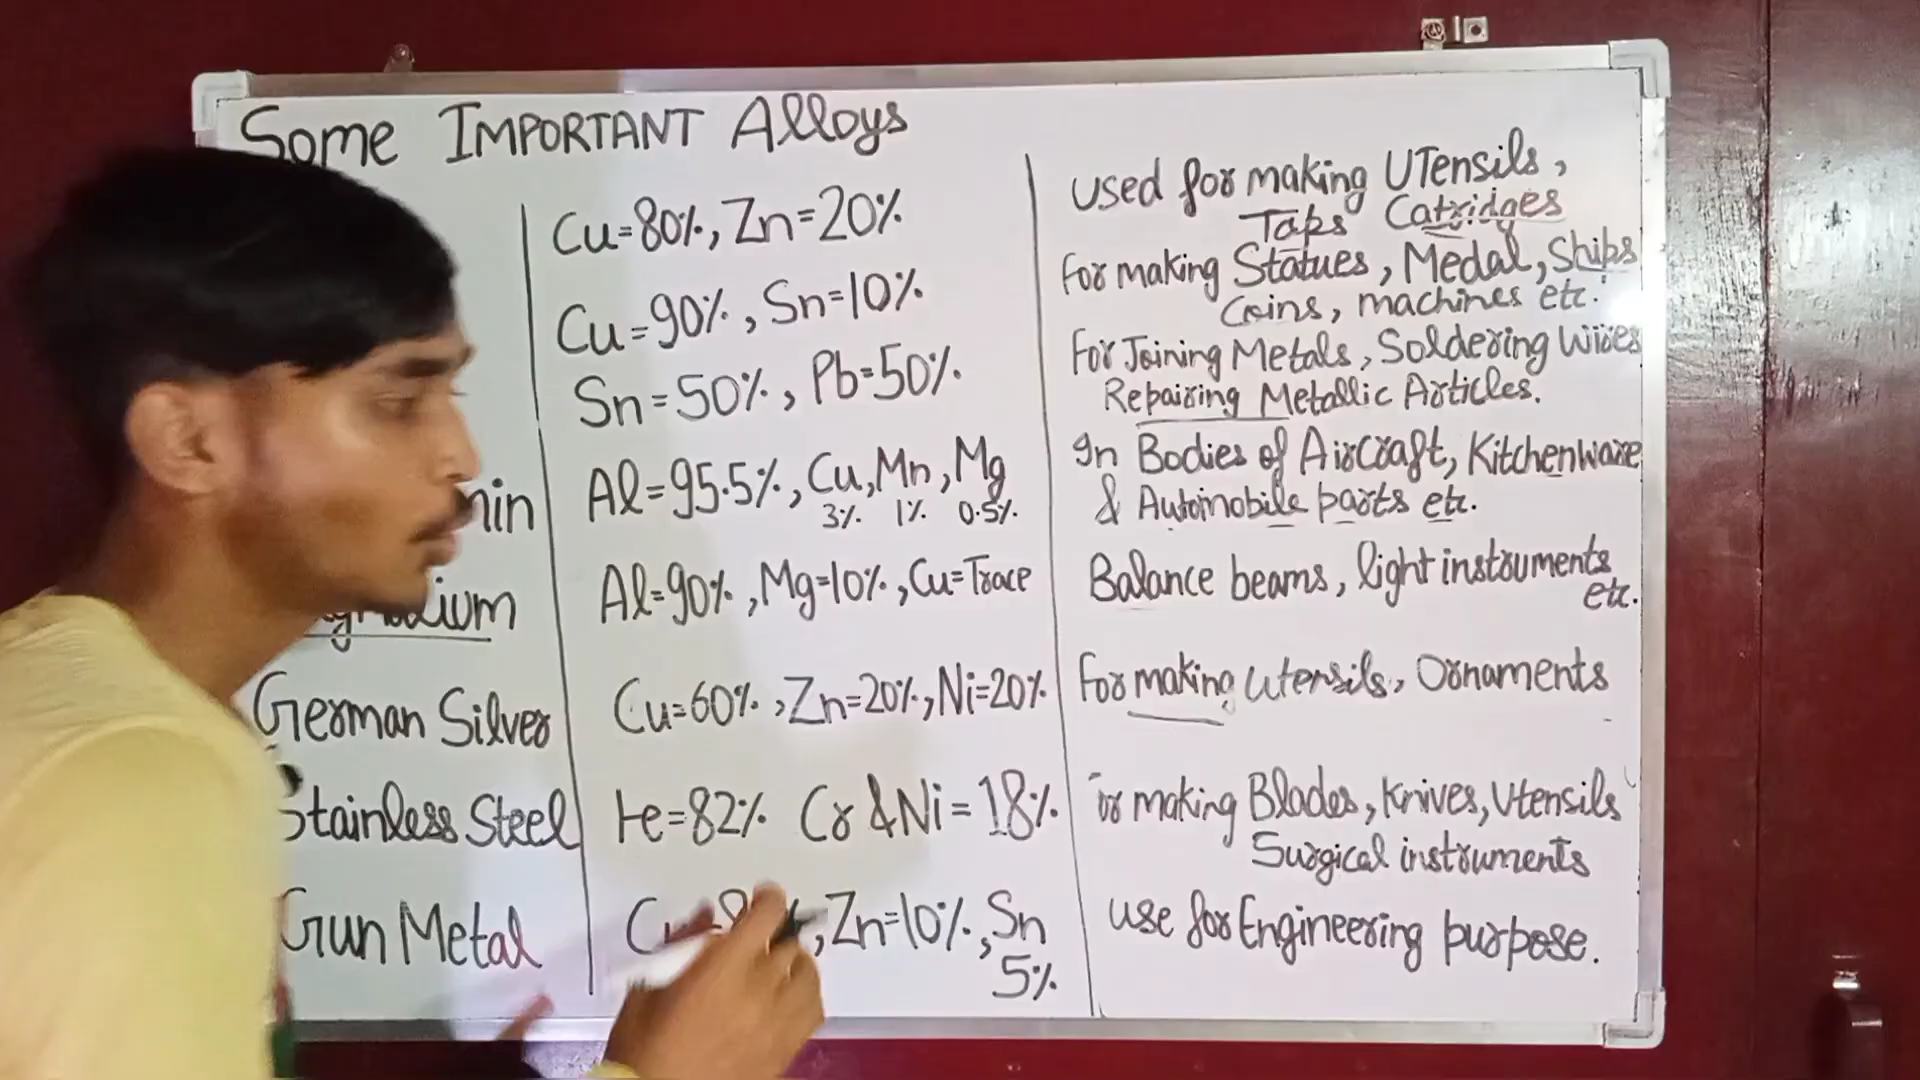 Some IMPORTANT Alloys
Cu=80%, Zn=20%
used for making UTensils,
Taps Catridges
Cu=90%, Sn=10%
For making Statues, Medal, Ships
Coins, machines etc.
Sn=50%, Pb=50%
For Joining Metals, Soldering Wires
Repairing Metallic Articles.
Al=95.5%, Cu, Mn, Mg
3% 1% 0.5%
In Bodies of Aircraft, Kitchenware
& Automobile parts etc.
Al=90%, Mg=10%, Cu=Trace
Balance beams, light instruments
etc.
German Silver
Cu=60%, Zn=20%, Ni=20%
For making Utensils, Ornaments
Stainless Steel
Fe=82% Cr & Ni=18%
For making Blades, Knives, Utensils
Surgical instruments
Gun Metal
Zn=10%, Sn
5%
use for Engineering purpose.